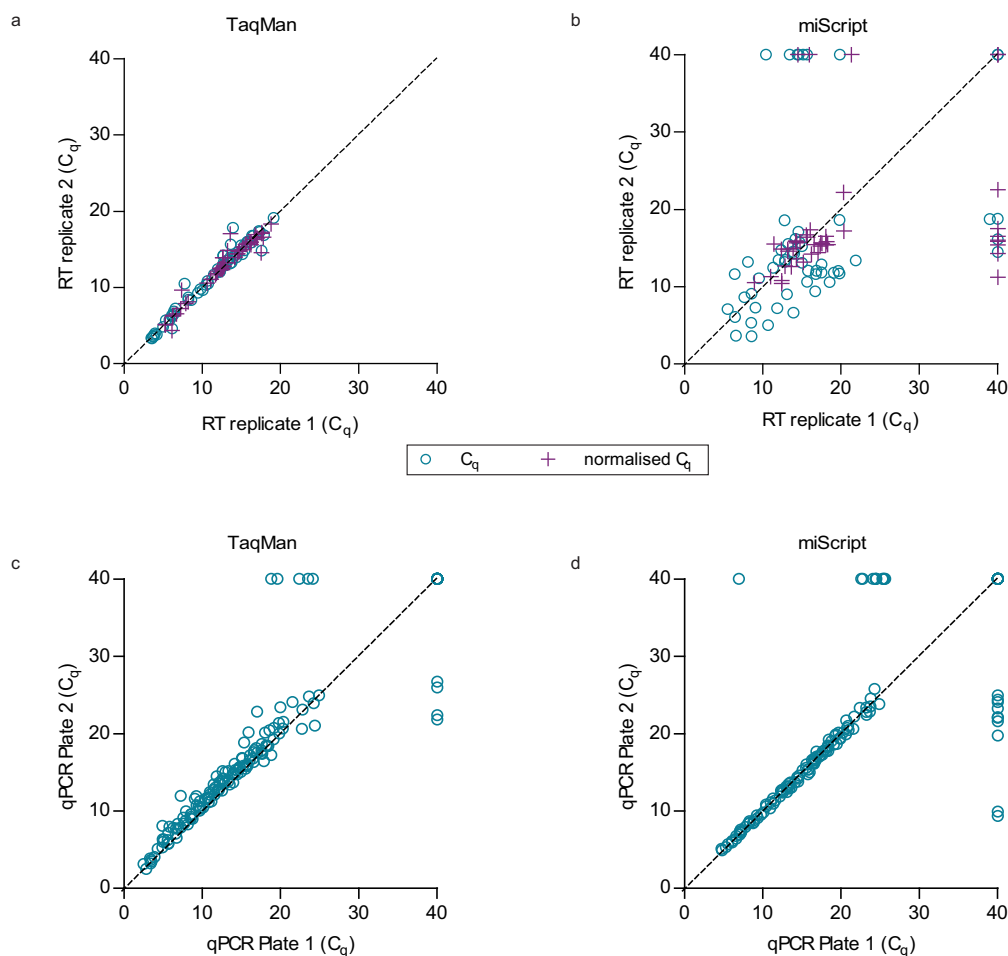 a
TaqMan
40
30
20
10
0
RT replicate 2 (Cq)
0 10 20 30 40
RT replicate 1 (Cq)
b
miScript
40
30
20
10
0
RT replicate 2 (Cq)
0 10 20 30 40
RT replicate 1 (Cq)
Cq normalised Cq
c
TaqMan
40
30
20
10
0
qPCR Plate 2 (Cq)
0 10 20 30 40
qPCR Plate 1 (Cq)
d
miScript
40
30
20
10
0
qPCR Plate 2 (Cq)
0 10 20 30 40
qPCR Plate 1 (Cq)